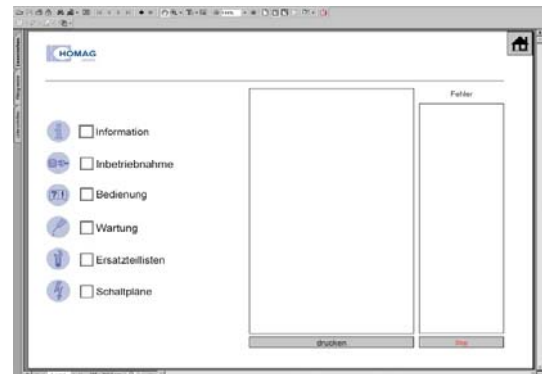 HOMAG
Fehler
Information
Inbetriebnahme
Bedienung
Wartung
Ersatzteillisten
Schaltpläne
drucken